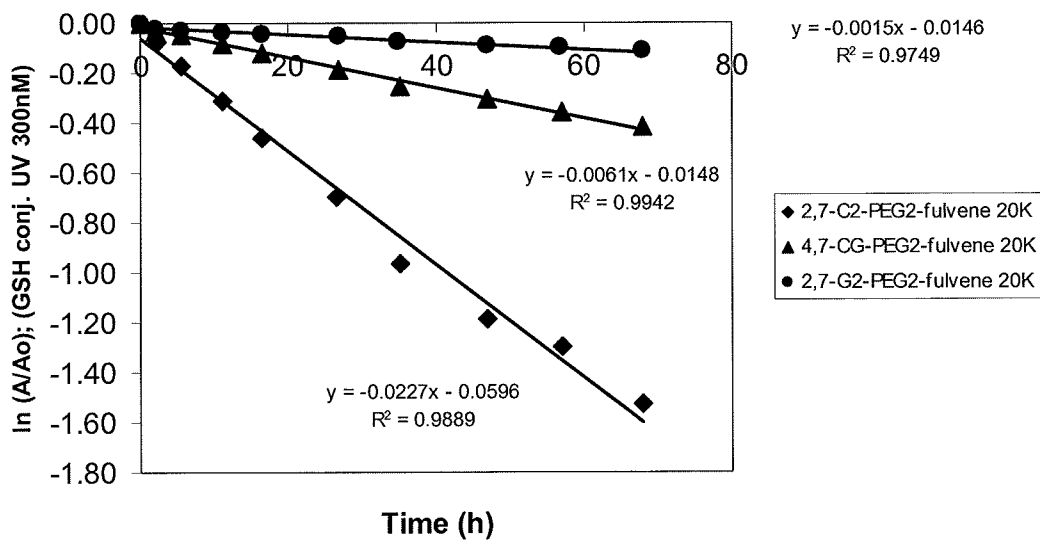 0.00
-0.20
-0.40
-0.60
-0.80
-1.00
-1.20
-1.40
-1.60
-1.80
0
20
40
60
80
ln (A/Ao); (GSH conj. UV 300nM)
Time (h)
y = -0.0015x - 0.0146
R² = 0.9749
y = -0.0061x - 0.0148
R² = 0.9942
y = -0.0227x - 0.0596
R² = 0.9889
2,7-C2-PEG2-fulvene 20K
4,7-CG-PEG2-fulvene 20K
2,7-G2-PEG2-fulvene 20K